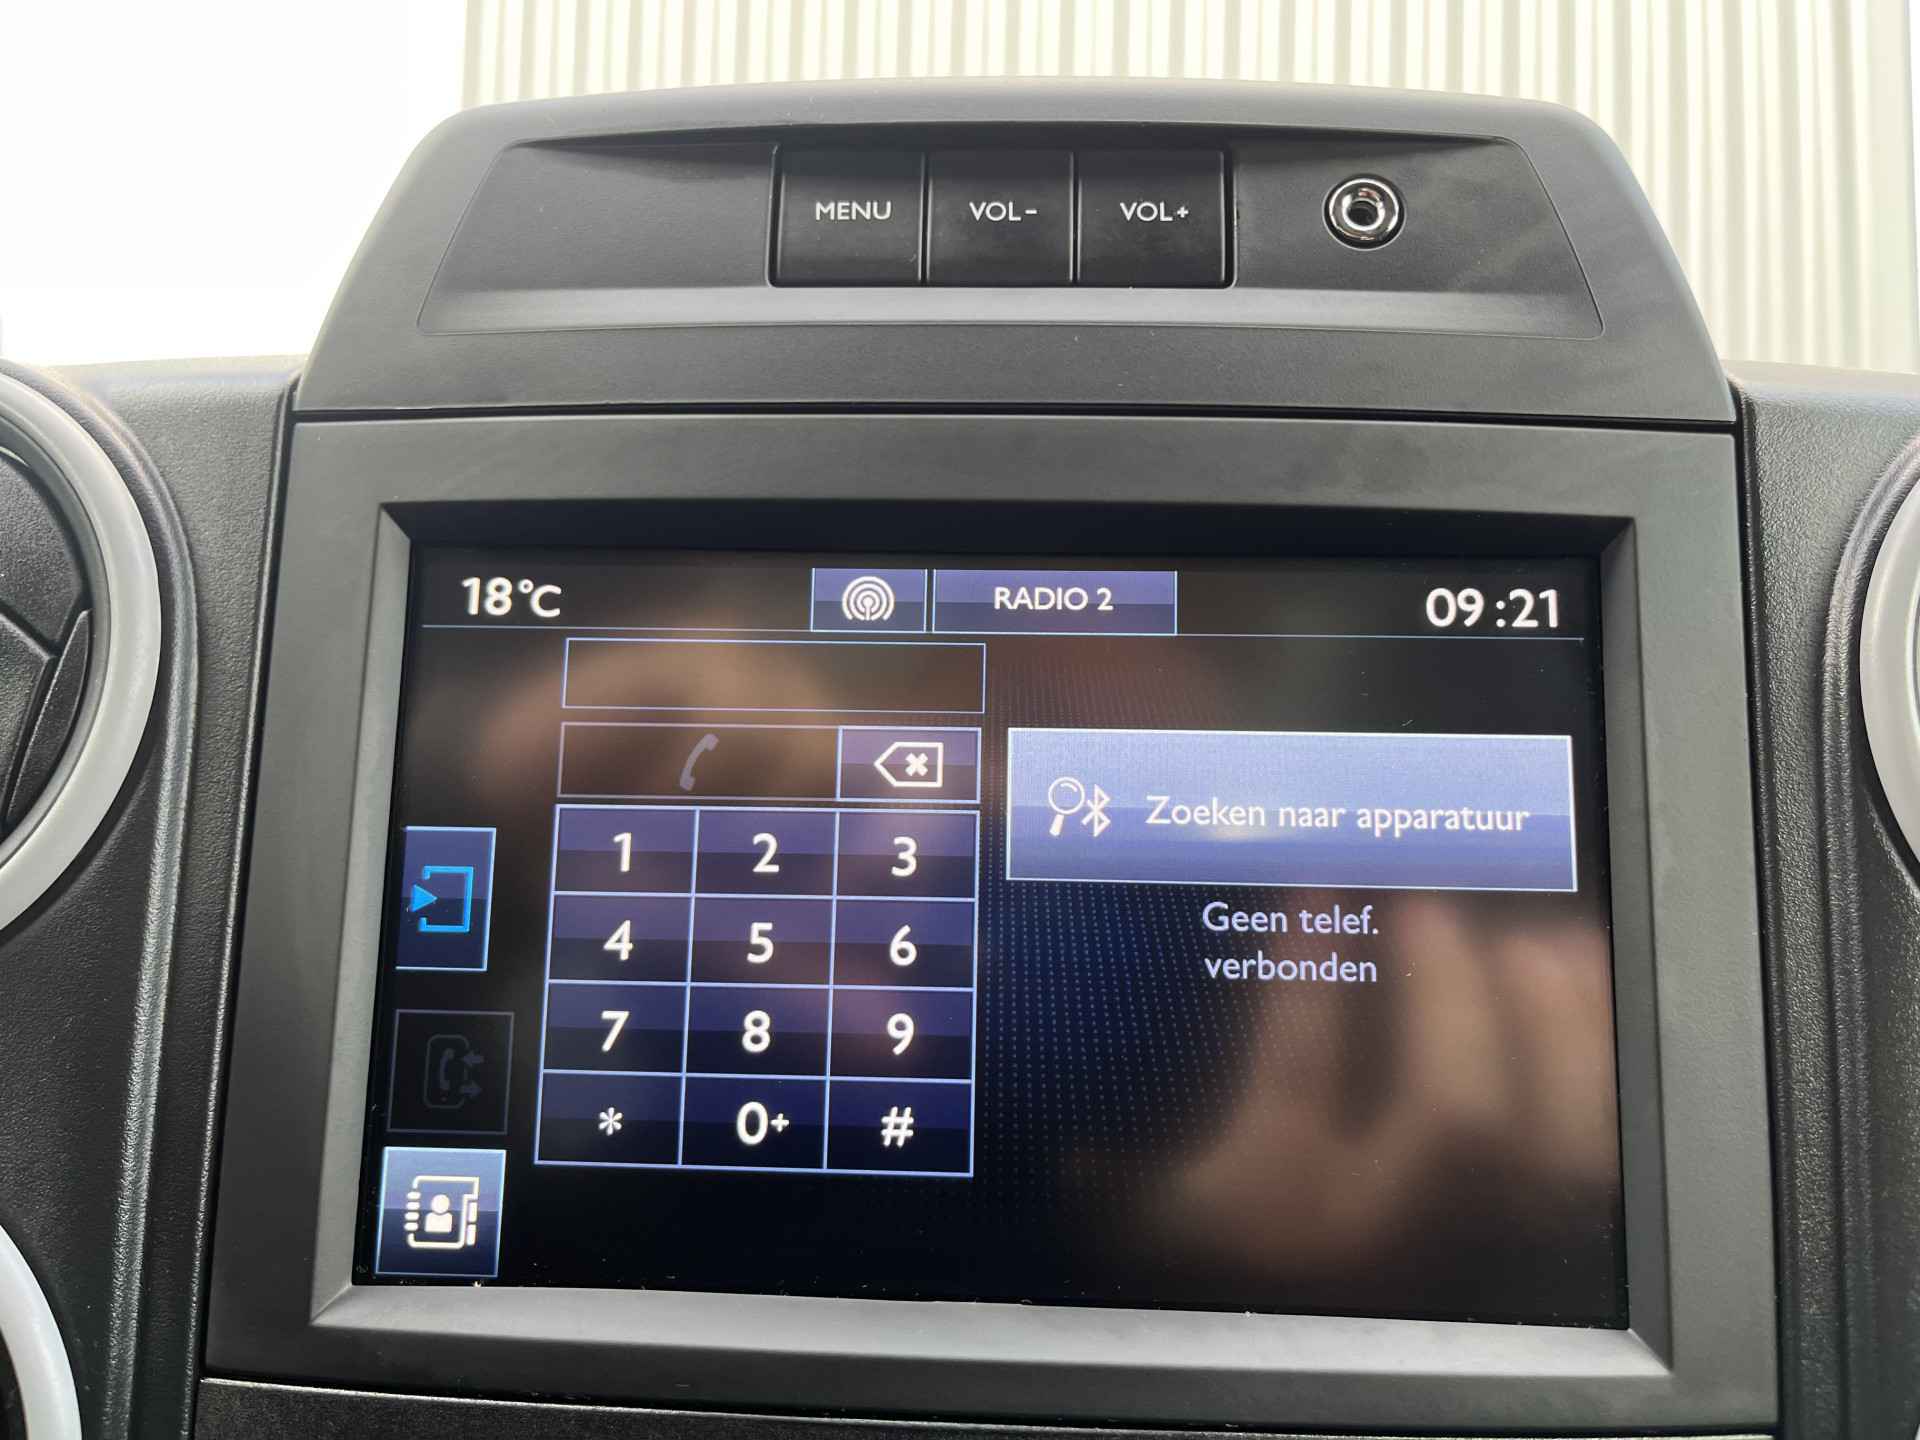 MENU VOL- VOL+
18°C RADIO 2 09:21
Zoeken naar apparatuur
Geen telef.
verbonden
1 2 3
4 5 6
7 8 9
* 0+ #